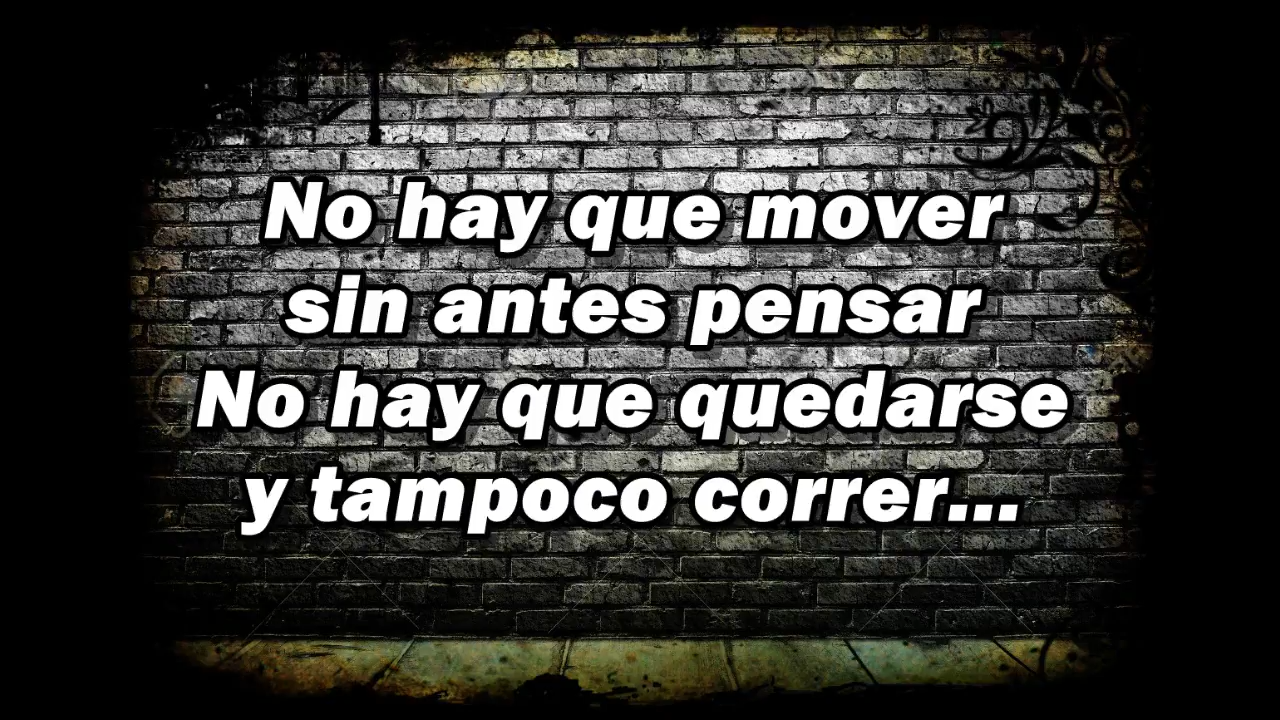 No hay que mover
sin antes pensar
No hay que quedarse
y tampoco correr...